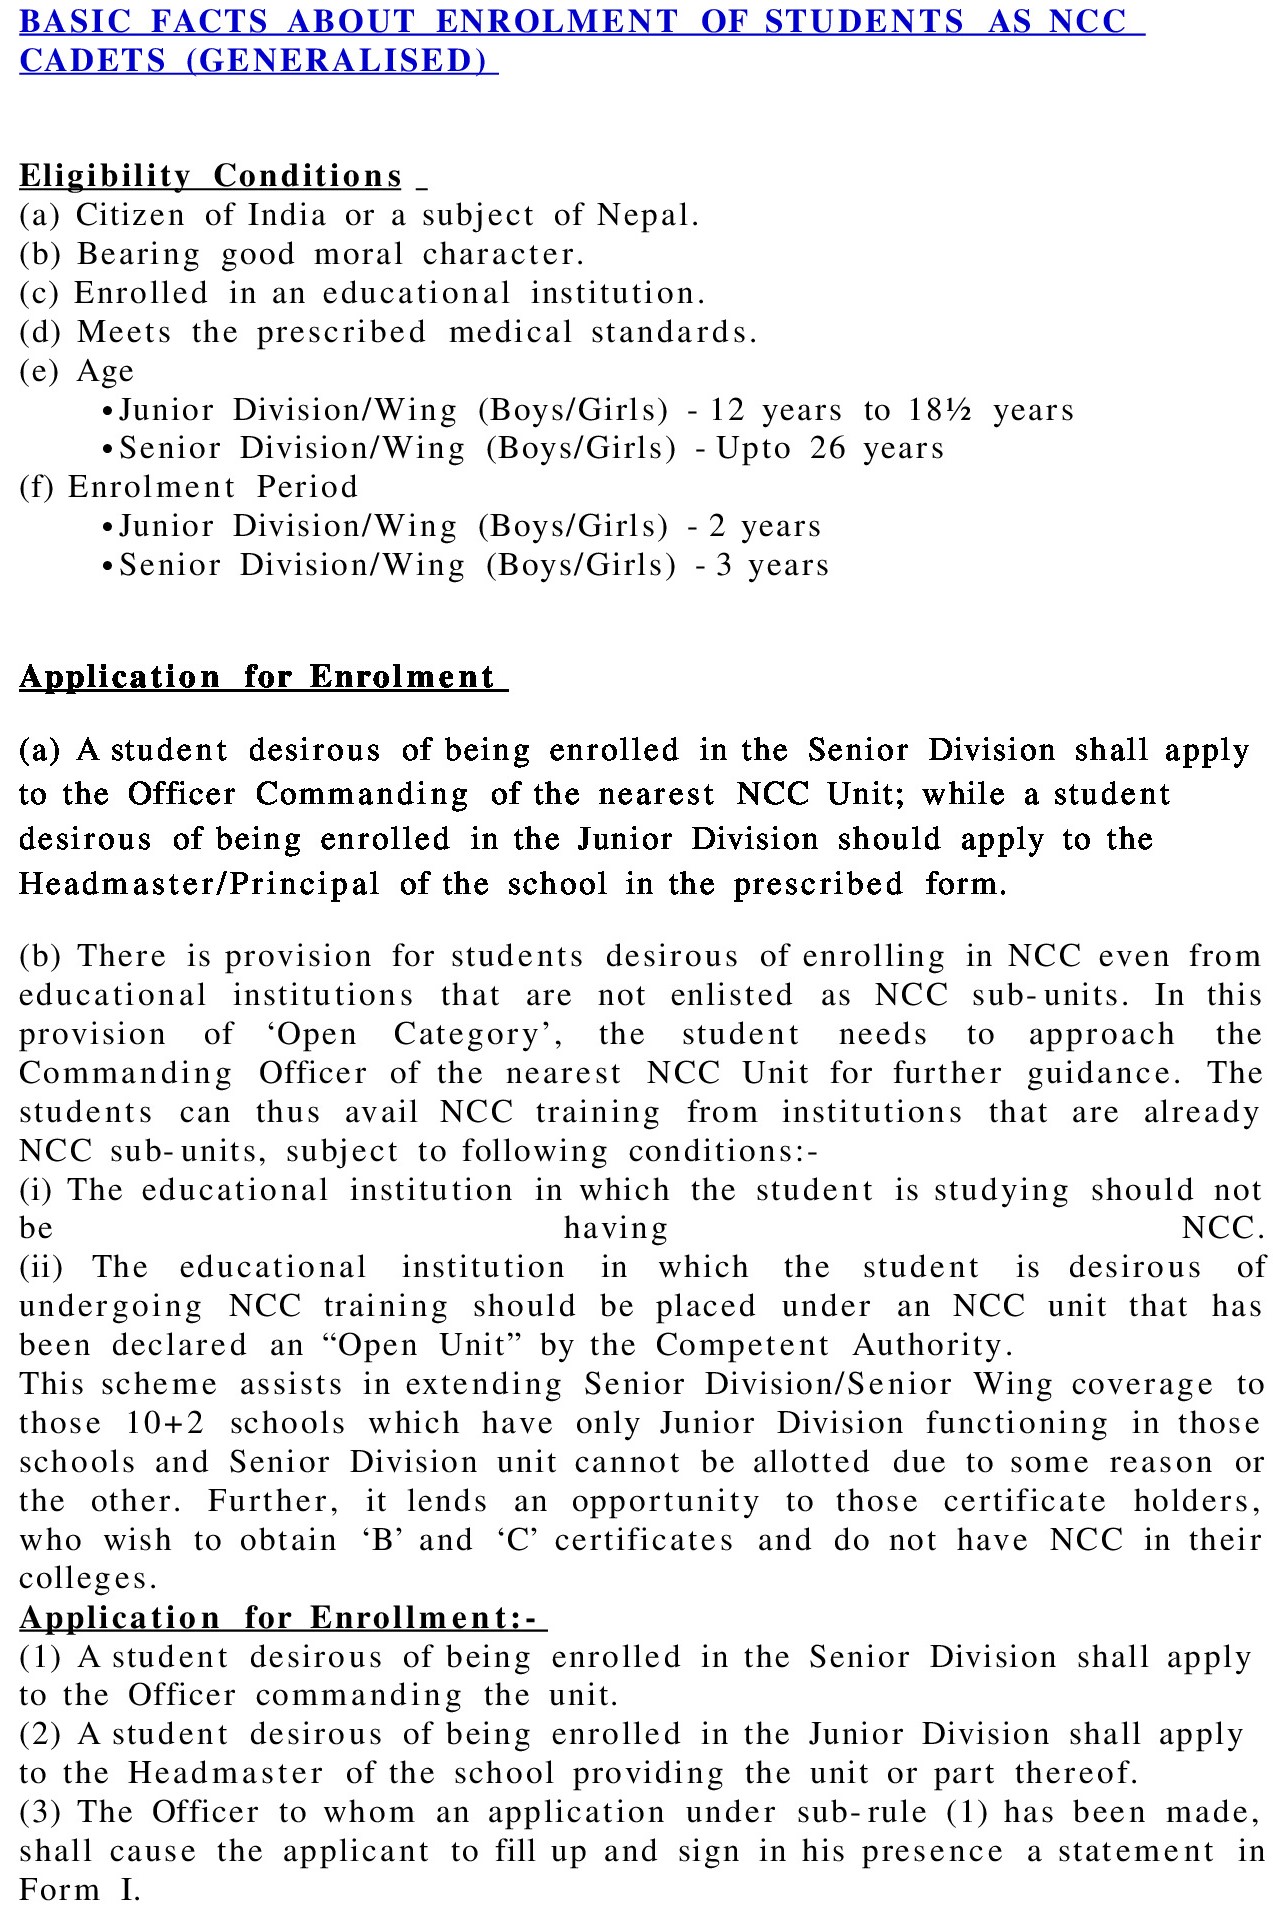 BASIC FACTS ABOUT ENROLMENT OF STUDENTS AS NCC
CADETS (GENERALISED)
Eligibility Conditions
(a) Citizen of India or a subject of Nepal.
(b) Bearing good moral character.
(c) Enrolled in an educational institution.
(d) Meets the prescribed medical standards.
(e) Age
• Junior Division/Wing (Boys/Girls) - 12 years to 18½ years
• Senior Division/Wing (Boys/Girls) - Upto 26 years
(f) Enrolment Period
• Junior Division/Wing (Boys/Girls) - 2 years
• Senior Division/Wing (Boys/Girls) - 3 years
Application for Enrolment
(a) A student desirous of being enrolled in the Senior Division shall apply
to the Officer Commanding of the nearest NCC Unit; while a student
desirous of being enrolled in the Junior Division should apply to the
Headmaster/Principal of the school in the prescribed form.
(b) There is provision for students desirous of enrolling in NCC even from
educational institutions that are not enlisted as NCC sub-units. In this
provision of ‘Open Category’, the student needs to approach the
Commanding Officer of the nearest NCC Unit for further guidance. The
students can thus avail NCC training from institutions that are already
NCC sub-units, subject to following conditions:-
(i) The educational institution in which the student is studying should not
be having NCC.
(ii) The educational institution in which the student is desirous of
undergoing NCC training should be placed under an NCC unit that has
been declared an “Open Unit” by the Competent Authority.
This scheme assists in extending Senior Division/Senior Wing coverage to
those 10+2 schools which have only Junior Division functioning in those
schools and Senior Division unit cannot be allotted due to some reason or
the other. Further, it lends an opportunity to those certificate holders,
who wish to obtain ‘B’ and ‘C’ certificates and do not have NCC in their
colleges.
Application for Enrollment:-
(1) A student desirous of being enrolled in the Senior Division shall apply
to the Officer commanding the unit.
(2) A student desirous of being enrolled in the Junior Division shall apply
to the Headmaster of the school providing the unit or part thereof.
(3) The Officer to whom an application under sub-rule (1) has been made,
shall cause the applicant to fill up and sign in his presence a statement in
Form I.